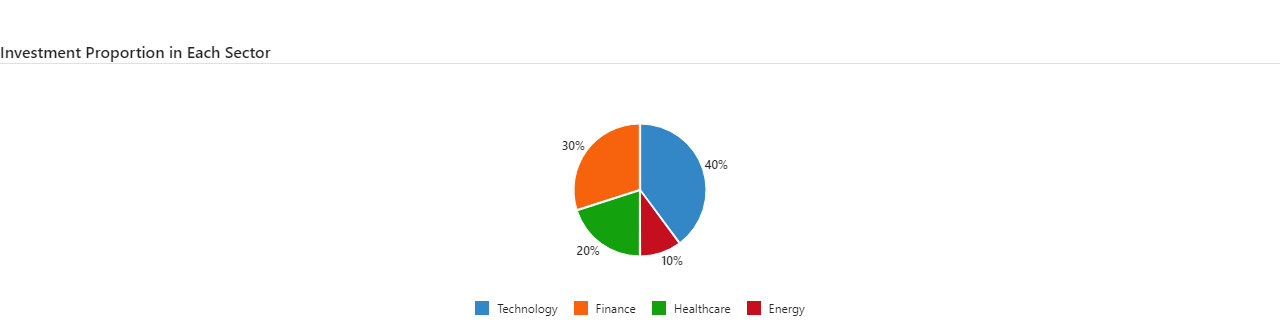 Investment Proportion in Each Sector
30%
40%
20%
10%
Technology Finance Healthcare Energy